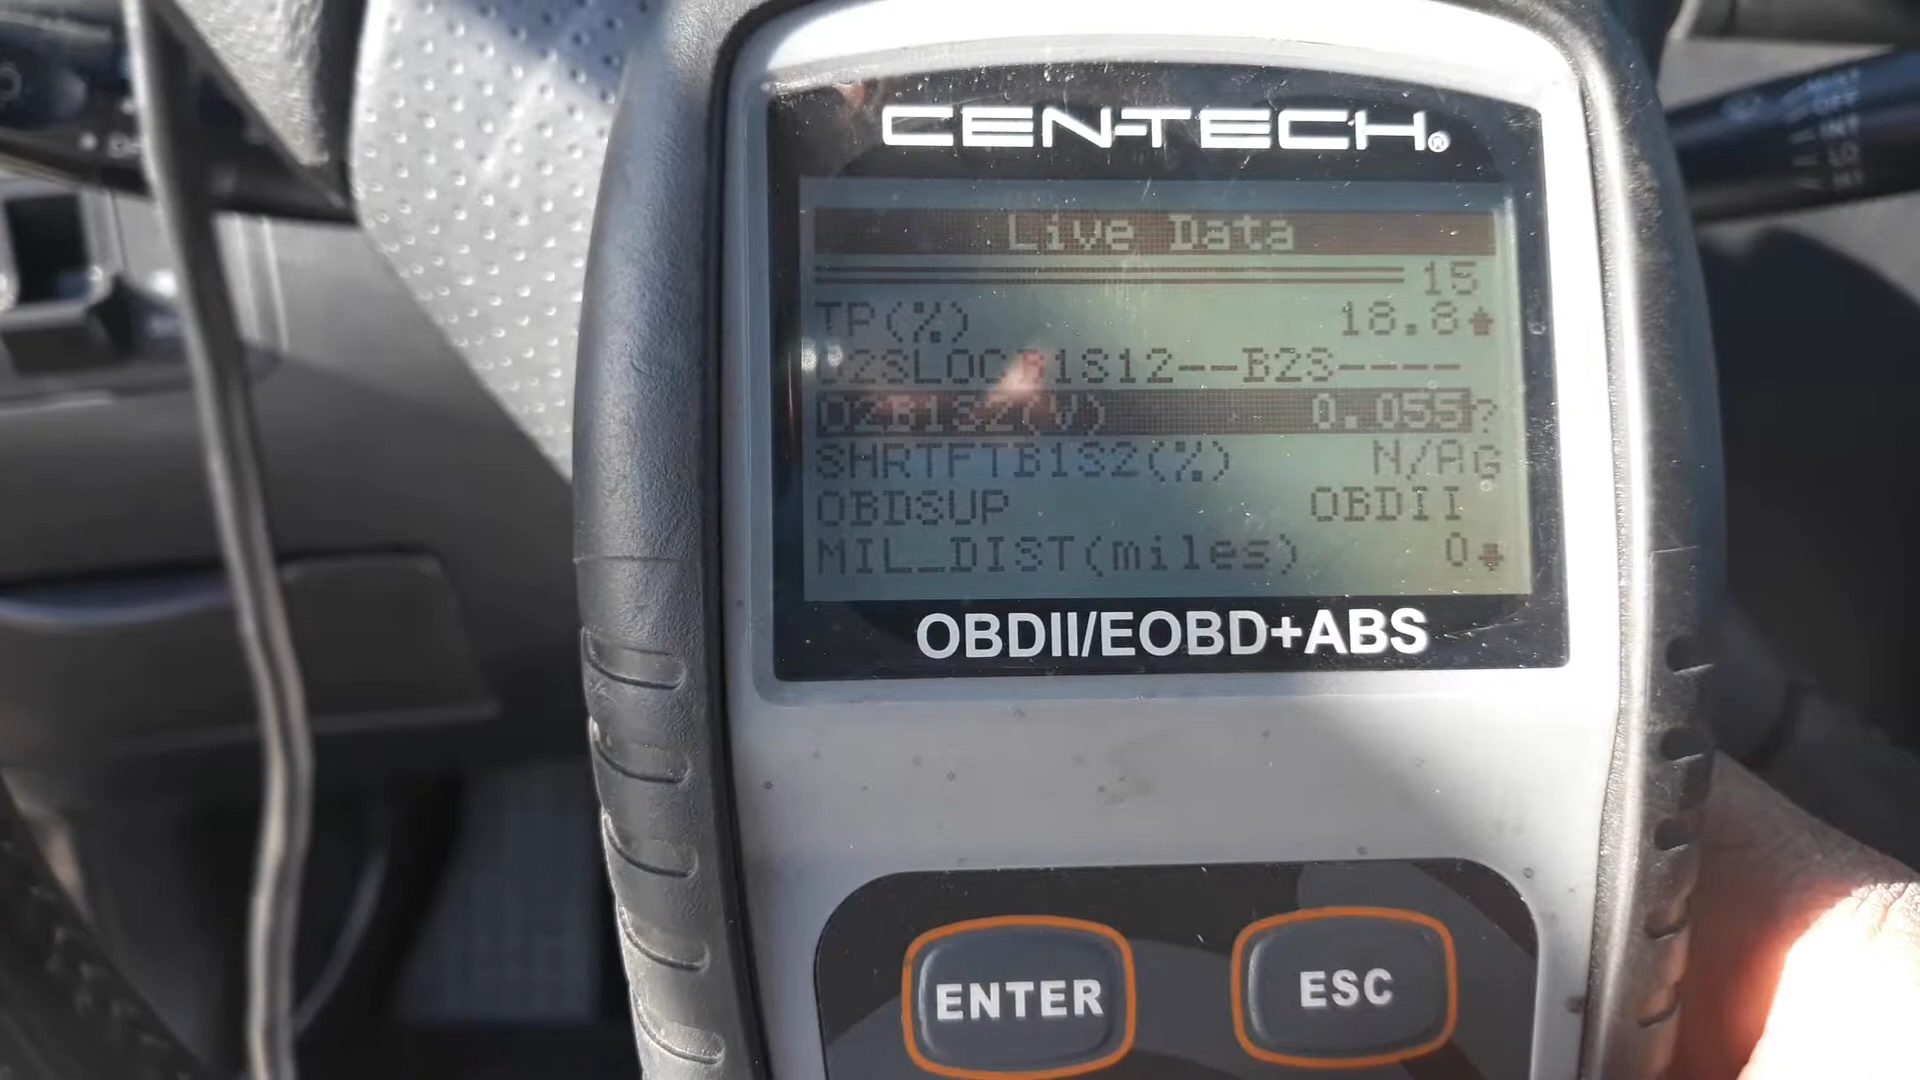 CEN-TECH®
Live Data
15
TP(%) 18.8
O2SLOC B1S12--B2S----
O2B1S2(V) 0.055 ?
SHRTFTB1S2(%) N/A G
OBDSUP OBDII
MIL_DIST(miles) 0
OBDII/EOBD+ABS
ENTER ESC